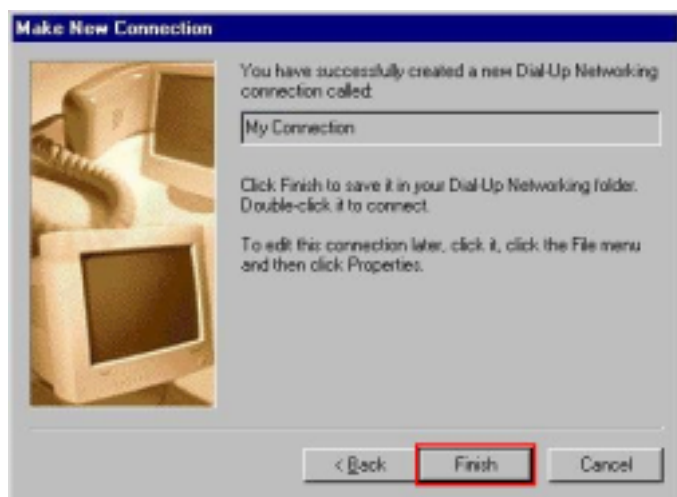 Make New Connection
You have successfully created a new Dial-Up Networking
connection called:
My Connection
Click Finish to save it in your Dial-Up Networking folder.
Double-click it to connect.
To edit this connection later, click it, click the File menu
and then click Properties.
< Back
Finish
Cancel